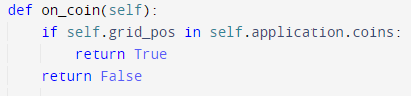 def on_coin(self):
    if self.grid_pos in self.application.coins:
        return True
    return False